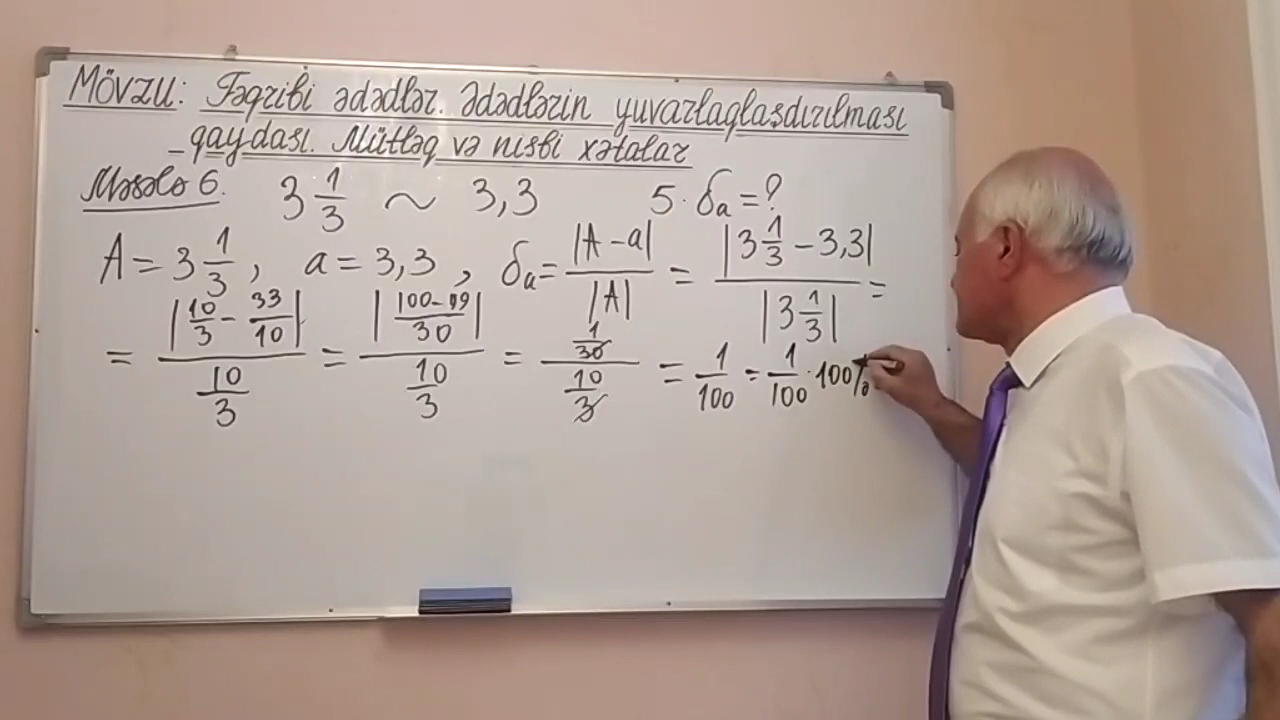 MÖVZU: Təqribi ədədlər. Ədədlərin yuvarlaqlaşdırılması
qaydası. Mütləq və nisbi xətalar
Məsələ 6. 3 1/3 ~ 3,3 5. δₐ = ?
A = 3 1/3, a = 3,3, δₐ = |A - a| / |A| = |3 1/3 - 3,3| / |3 1/3| =
= |10/3 - 33/10| / (10/3) = |(100-99)/30| / (10/3) = (1/30) / (10/3) = 1/100 = 1/100 · 100%